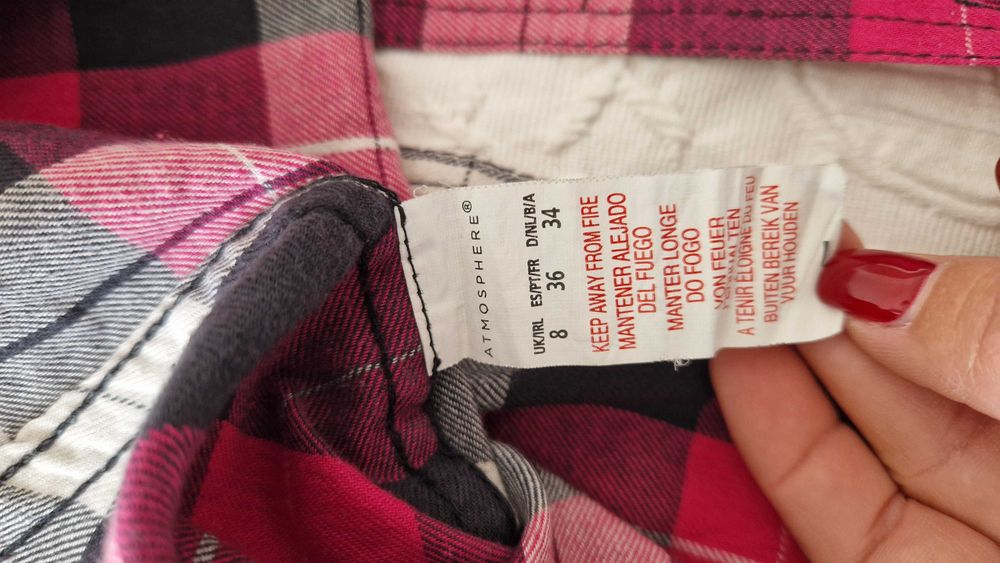 ATMOSPHERE®
UK/IRL ES/PT/FR D/NL/B/A
8 36 34
KEEP AWAY FROM FIRE
MANTENER ALEJADO
DEL FUEGO
MANTER LONGE
DO FOGO
VON FEUER
A TENIR ELOIGNE DU FEU
BUITEN BEREIK VAN
VUUR HOUDEN